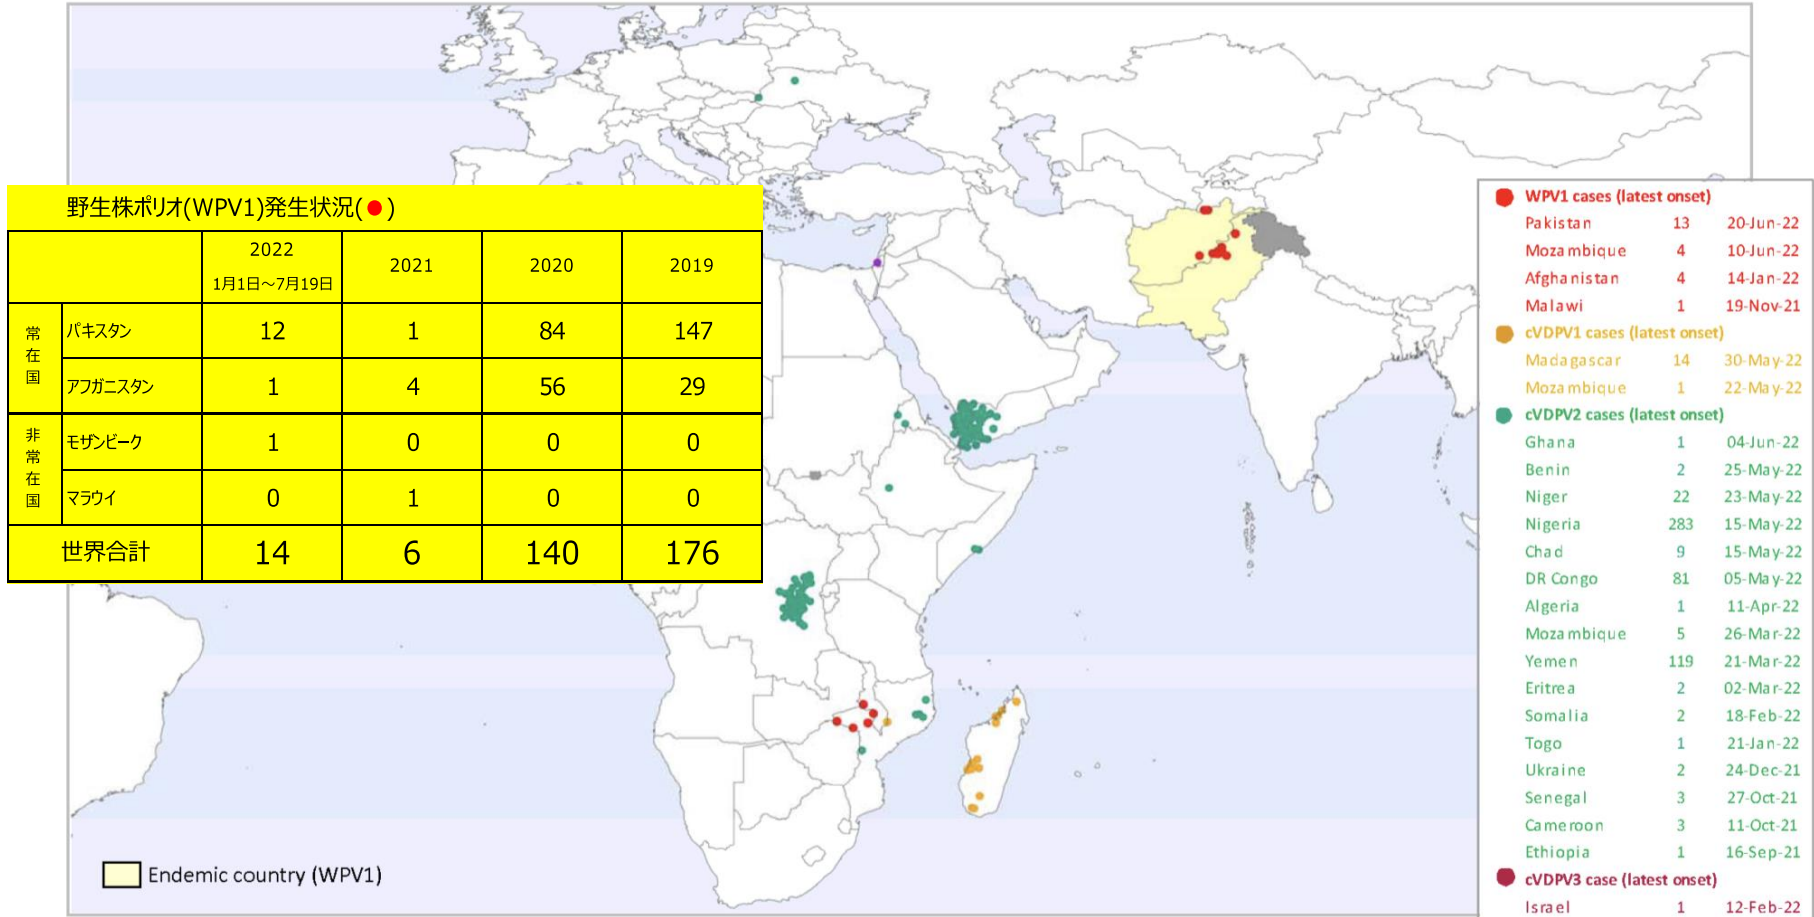 野生株ポリオ(WPV1)発生状況(●)
2022 2021 2020 2019
1月1日～7月19日
常在国
パキスタン 12 1 84 147
アフガニスタン 1 4 56 29
非常在国
モザンビーク 1 0 0 0
マラウイ 0 1 0 0
世界合計 14 6 140 176
Endemic country (WPV1)
WPV1 cases (latest onset)
Pakistan 13 20-Jun-22
Mozambique 4 10-Jun-22
Afghanistan 4 14-Jan-22
Malawi 1 19-Nov-21
cVDPV1 cases (latest onset)
Madagascar 14 30-May-22
Mozambique 1 22-May-22
cVDPV2 cases (latest onset)
Ghana 1 04-Jun-22
Benin 2 25-May-22
Niger 22 23-May-22
Nigeria 283 15-May-22
Chad 9 15-May-22
DR Congo 81 05-May-22
Algeria 1 11-Apr-22
Mozambique 5 26-Mar-22
Yemen 119 21-Mar-22
Eritrea 2 02-Mar-22
Somalia 2 18-Feb-22
Togo 1 21-Jan-22
Ukraine 2 24-Dec-21
Senegal 3 27-Oct-21
Cameroon 3 11-Oct-21
Ethiopia 1 16-Sep-21
cVDPV3 case (latest onset)
Israel 1 12-Feb-22